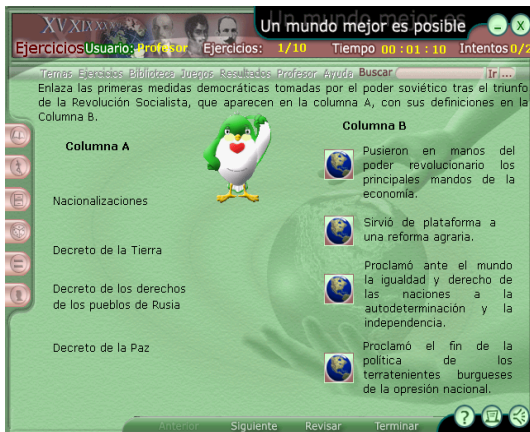 XVXIXxxx
Un mundo mejor es posible
Ejercicios Usuario: Profesor Ejercicios: 1/10 Tiempo 00:01:10 Intentos 0/2
Temas Ejercicios Biblioteca Juegos Resultados Profesor Ayuda Buscar Ir ...
Enlaza las primeras medidas democráticas tomadas por el poder soviético tras el triunfo
de la Revolución Socialista, que aparecen en la columna A, con sus definiciones en la
Columna B.
Columna A
Nacionalizaciones
Decreto de la Tierra
Decreto de los derechos
de los pueblos de Rusia
Decreto de la Paz
Columna B
Pusieron en manos del
poder revolucionario los
principales mandos de la
economía.
Sirvió de plataforma a
una reforma agraria.
Proclamó ante el mundo
la igualdad y derecho de
las naciones a la
autodeterminación y la
independencia.
Proclamó el fin de la
política de los
terratenientes burgueses
de la opresión nacional.
Anterior Siguiente Revisar Terminar